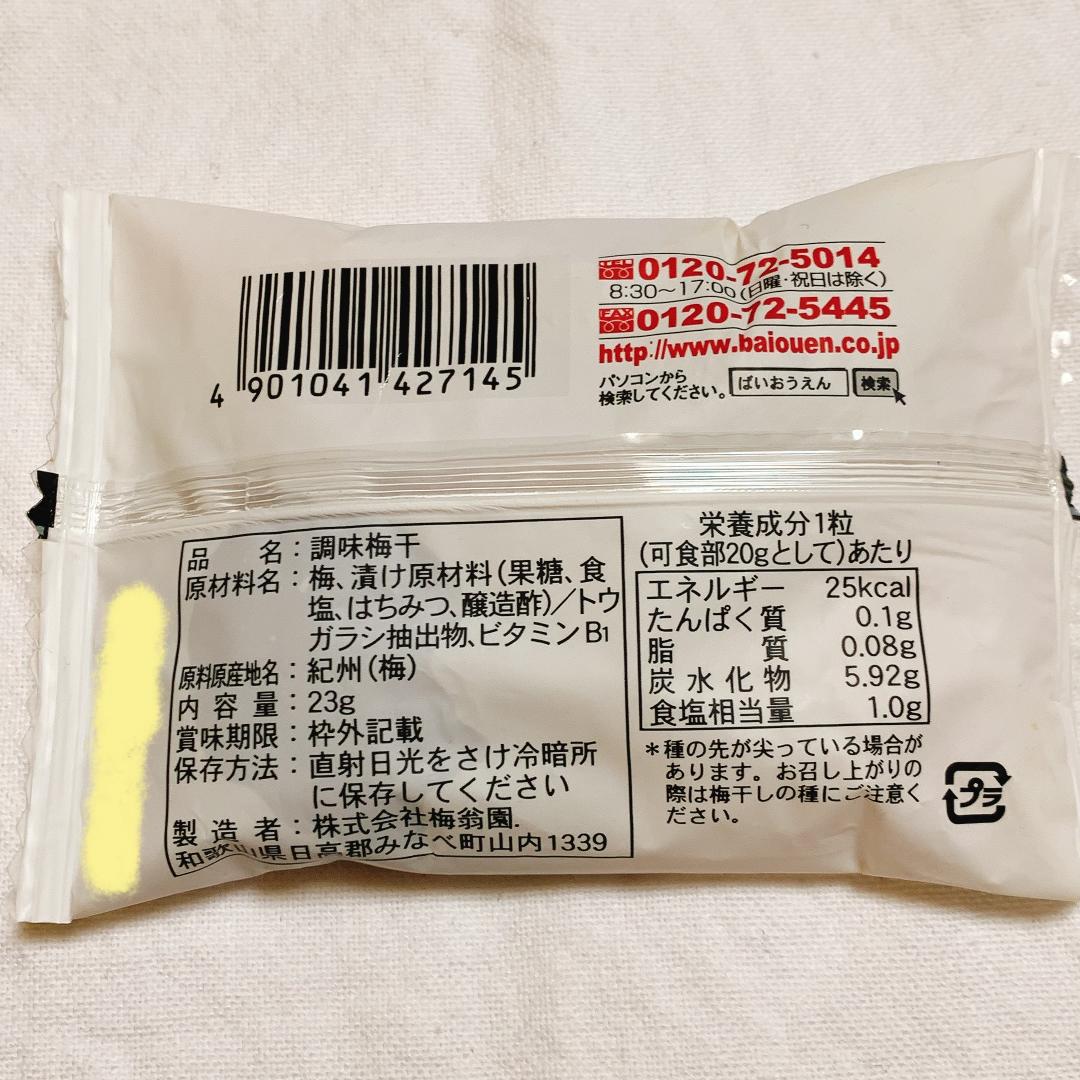 4 901041 427145
TEL 0120-72-5014
8:30～17:00(日曜・祝日は除く)
FAX 0120-72-5445
http://www.baiouen.co.jp
パソコンから
検索してください。 ばいおうえん 検索
品名：調味梅干
原材料名：梅、漬け原材料(果糖、食
塩、はちみつ、醸造酢)／トウ
ガラシ抽出物、ビタミンB1
原料原産地名：紀州(梅)
内容量：23g
賞味期限：枠外記載
保存方法：直射日光をさけ冷暗所
に保存してください
製造者：株式会社梅翁園.
和歌山県日高郡みなべ町山内1339
栄養成分1粒
(可食部20gとして)あたり
エネルギー 25kcal
たんぱく質 0.1g
脂質 0.08g
炭水化物 5.92g
食塩相当量 1.0g
＊種の先が尖っている場合が
あります。お召し上がりの
際は梅干しの種にご注意く
ださい。
プラ